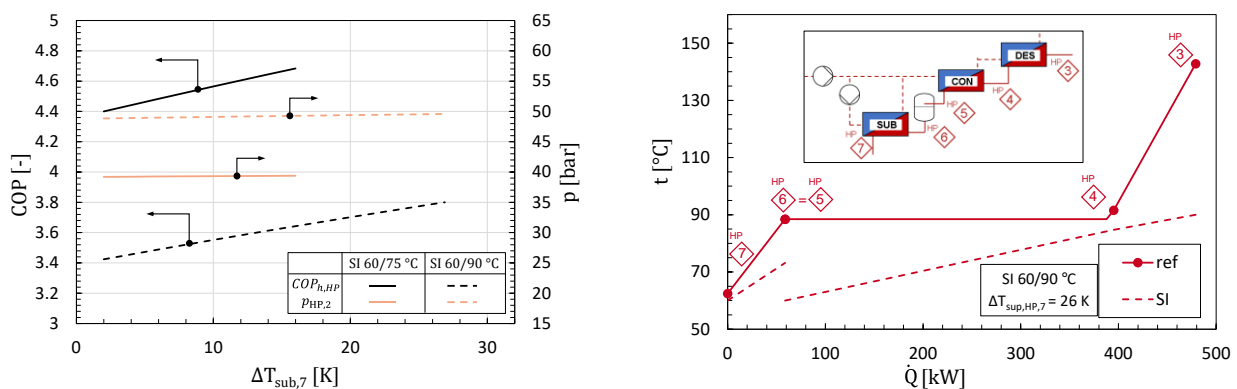 5
4.8
4.6
4.4
4.2
4
3.8
3.6
3.4
3.2
3
COP [-]
65
60
55
50
45
40
35
30
25
20
15
p [bar]
0
10
20
30
ΔT_sub,7 [K]
SI 60/75 °C SI 60/90 °C
COP_h,HP
p_HP,2
150
130
110
90
70
50
t [°C]
0
100
200
300
400
500
Q̇ [kW]
DES
CON
SUB
HP
3
HP
4
HP
5
HP
6
HP
7
HP
3
HP
4
HP HP
6 = 5
HP
7
SI 60/90 °C
ΔT_sup,HP,7 = 26 K
ref
SI